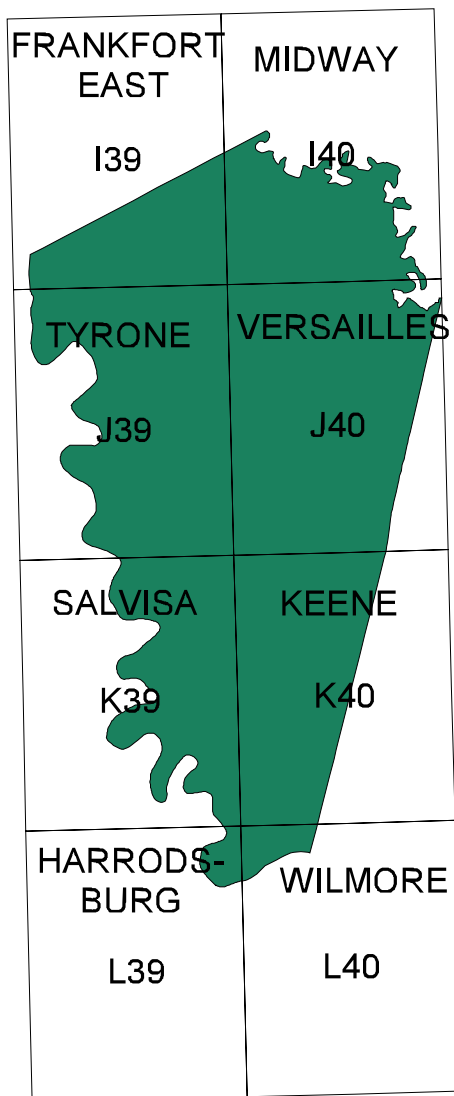 FRANKFORT
EAST
I39
MIDWAY
I40
TYRONE
J39
VERSAILLES
J40
SALVISA
K39
KEENE
K40
HARRODS-
BURG
L39
WILMORE
L40